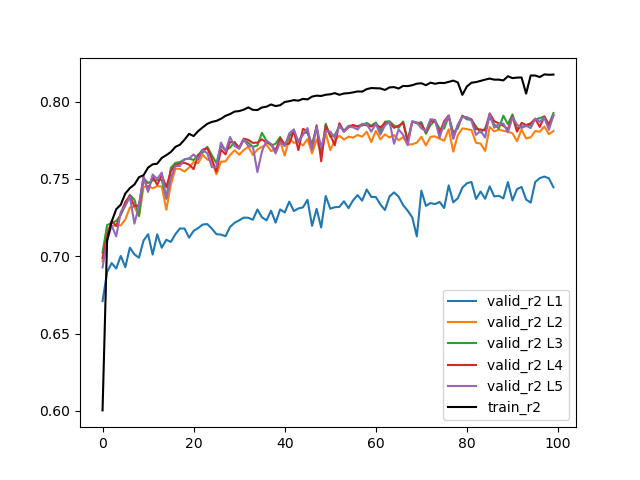 0.80
0.75
0.70
0.65
0.60
0
20
40
60
80
100
valid_r2 L1
valid_r2 L2
valid_r2 L3
valid_r2 L4
valid_r2 L5
train_r2